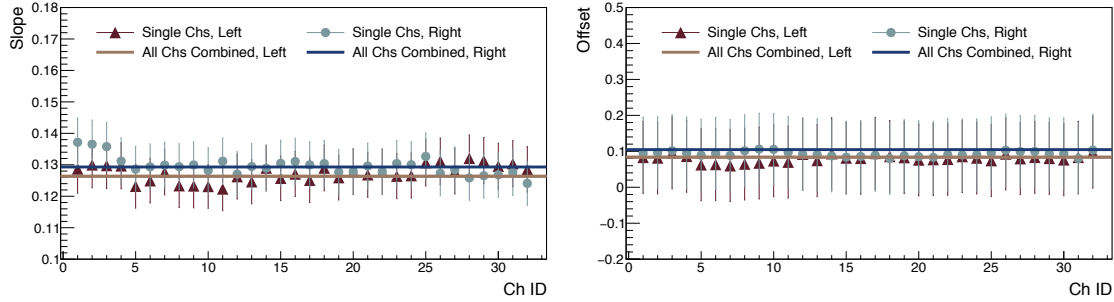 Slope
0.18
0.17
0.16
0.15
0.14
0.13
0.12
0.11
0.1
Single Chs, Left
Single Chs, Right
All Chs Combined, Left
All Chs Combined, Right
0 5 10 15 20 25 30
Ch ID
Offset
0.5
0.4
0.3
0.2
0.1
0
−0.1
−0.2
Single Chs, Left
Single Chs, Right
All Chs Combined, Left
All Chs Combined, Right
0 5 10 15 20 25 30
Ch ID